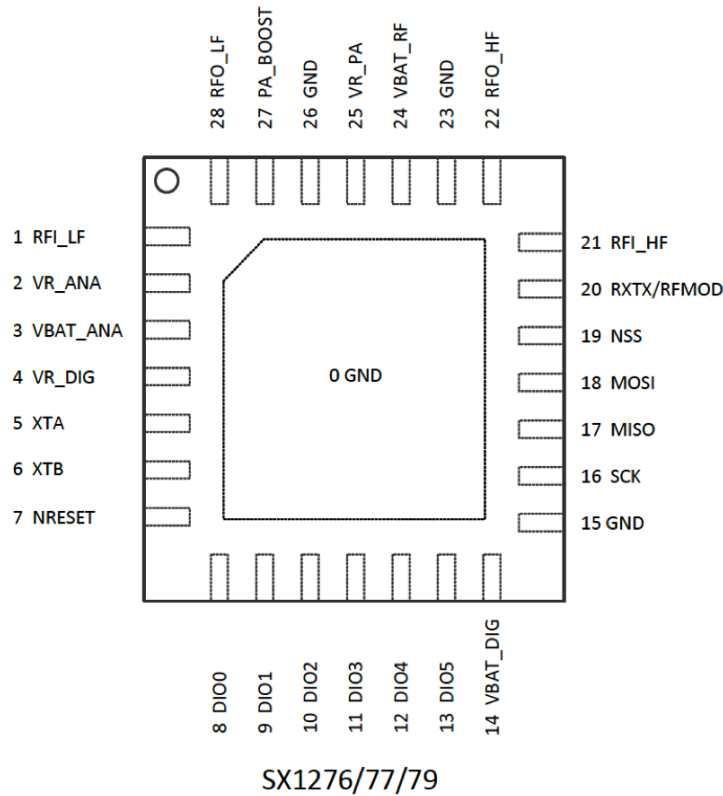 28 RFO_LF
27 PA_BOOST
26 GND
25 VR_PA
24 VBAT_RF
23 GND
22 RFO_HF
1 RFI_LF
2 VR_ANA
3 VBAT_ANA
4 VR_DIG
5 XTA
6 XTB
7 NRESET
0 GND
21 RFI_HF
20 RXTX/RFMOD
19 NSS
18 MOSI
17 MISO
16 SCK
15 GND
8 DIO0
9 DIO1
10 DIO2
11 DIO3
12 DIO4
13 DIO5
14 VBAT_DIG
SX1276/77/79